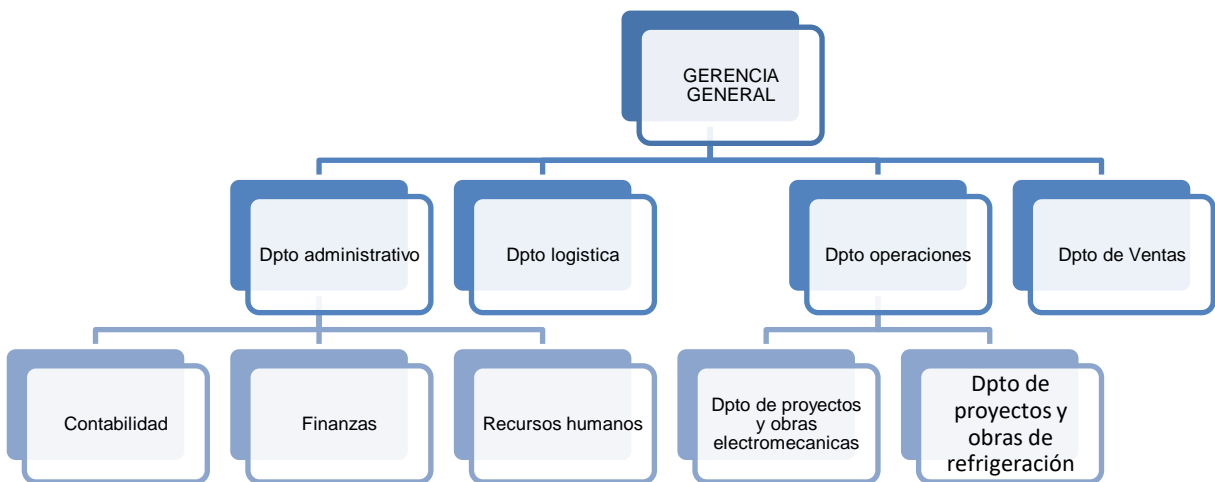 GERENCIA
GENERAL
Dpto administrativo
Dpto logistica
Dpto operaciones
Dpto de Ventas
Contabilidad
Finanzas
Recursos humanos
Dpto de proyectos
y obras
electromecanicas
Dpto de
proyectos y
obras de
refrigeración